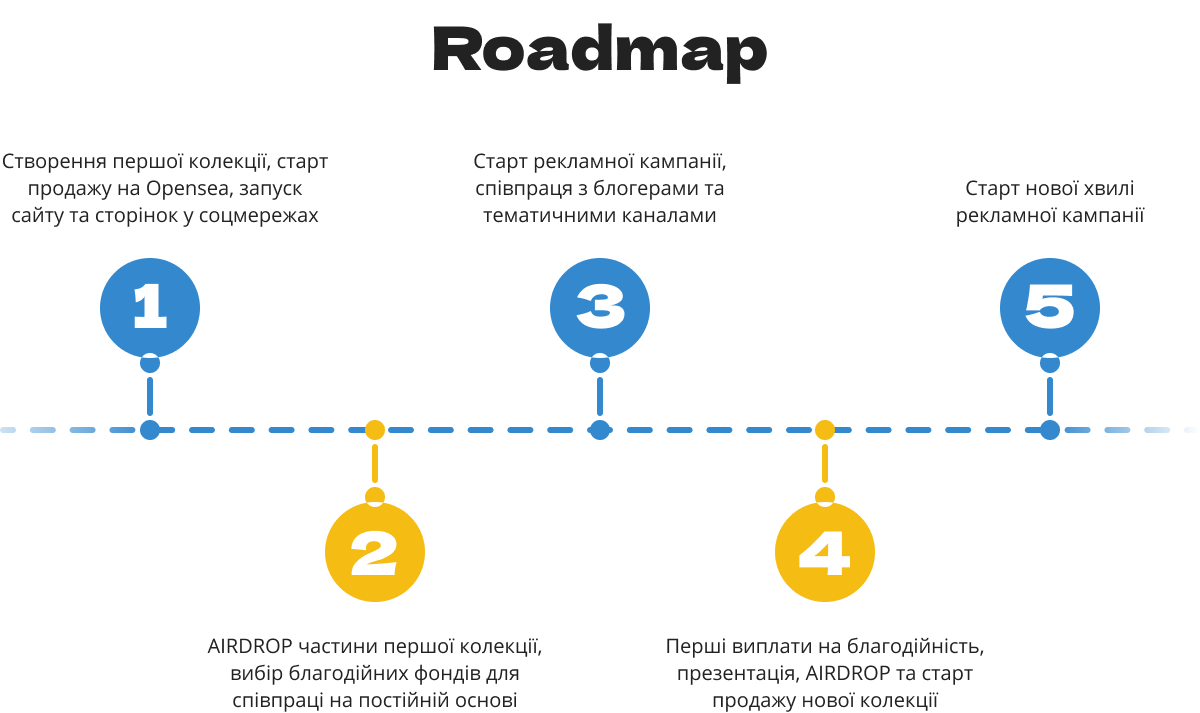 Roadmap
Створення першої колекції, старт
продажу на Opensea, запуск
сайту та сторінок у соцмережах
1
AIRDROP частини першої колекції,
вибір благодійних фондів для
співпраці на постійній основі
2
Старт рекламної кампанії,
співпраця з блогерами та
тематичними каналами
3
Перші виплати на благодійність,
презентація, AIRDROP та старт
продажу нової колекції
4
Старт нової хвилі
рекламної кампанії
5